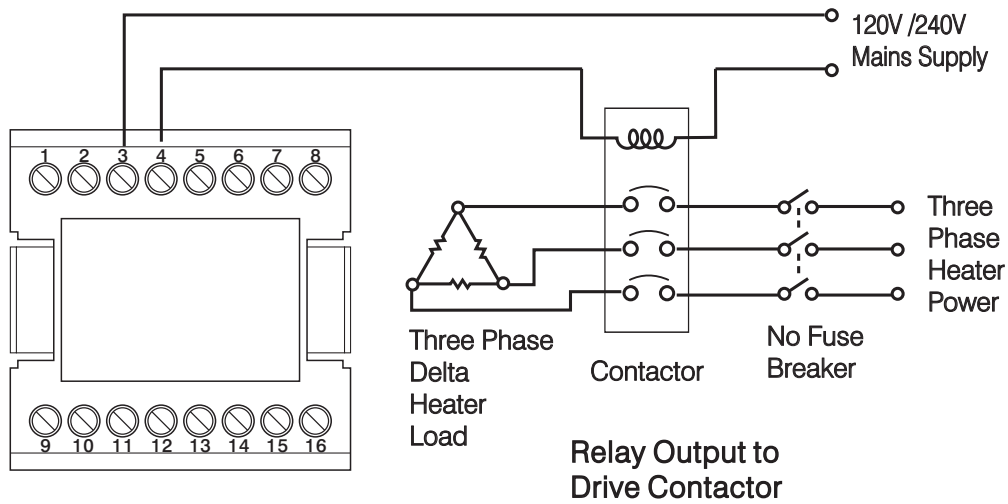 120V /240V
Mains Supply
1 2 3 4 5 6 7 8
Three
Phase
Heater
Power
Three Phase
Delta
Heater
Load
Contactor
No Fuse
Breaker
9 10 11 12 13 14 15 16
Relay Output to
Drive Contactor